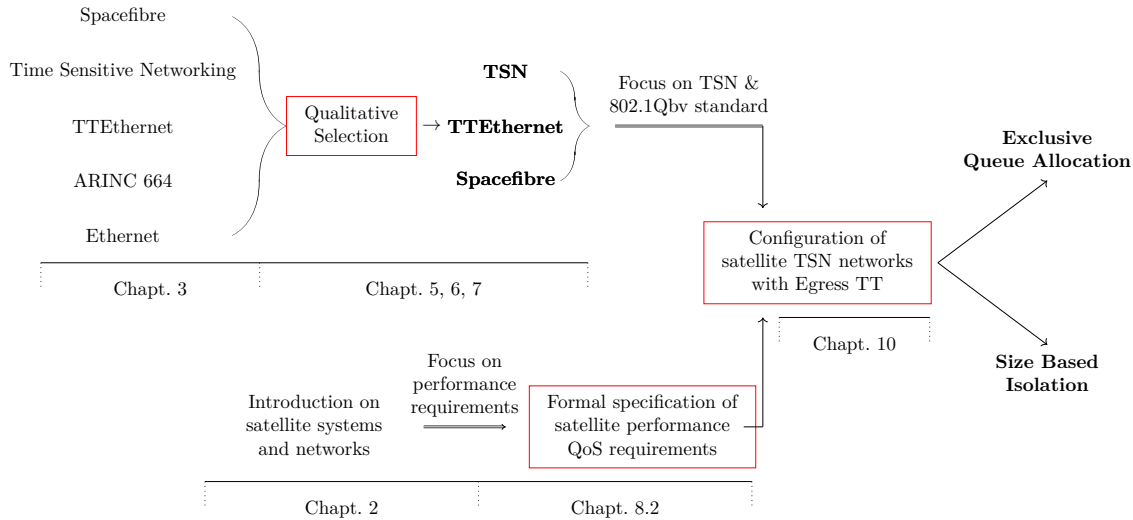 Spacefibre
Time Sensitive Networking
TTEthernet
ARINC 664
Ethernet
Chapt. 3
Qualitative
Selection
TSN
TTEthernet
Spacefibre
Chapt. 5, 6, 7
Focus on TSN &
802.1Qbv standard
Configuration of
satellite TSN networks
with Egress TT
Chapt. 10
Exclusive
Queue Allocation
Size Based
Isolation
Introduction on
satellite systems
and networks
Chapt. 2
Focus on
performance
requirements
Formal specification of
satellite performance
QoS requirements
Chapt. 8.2